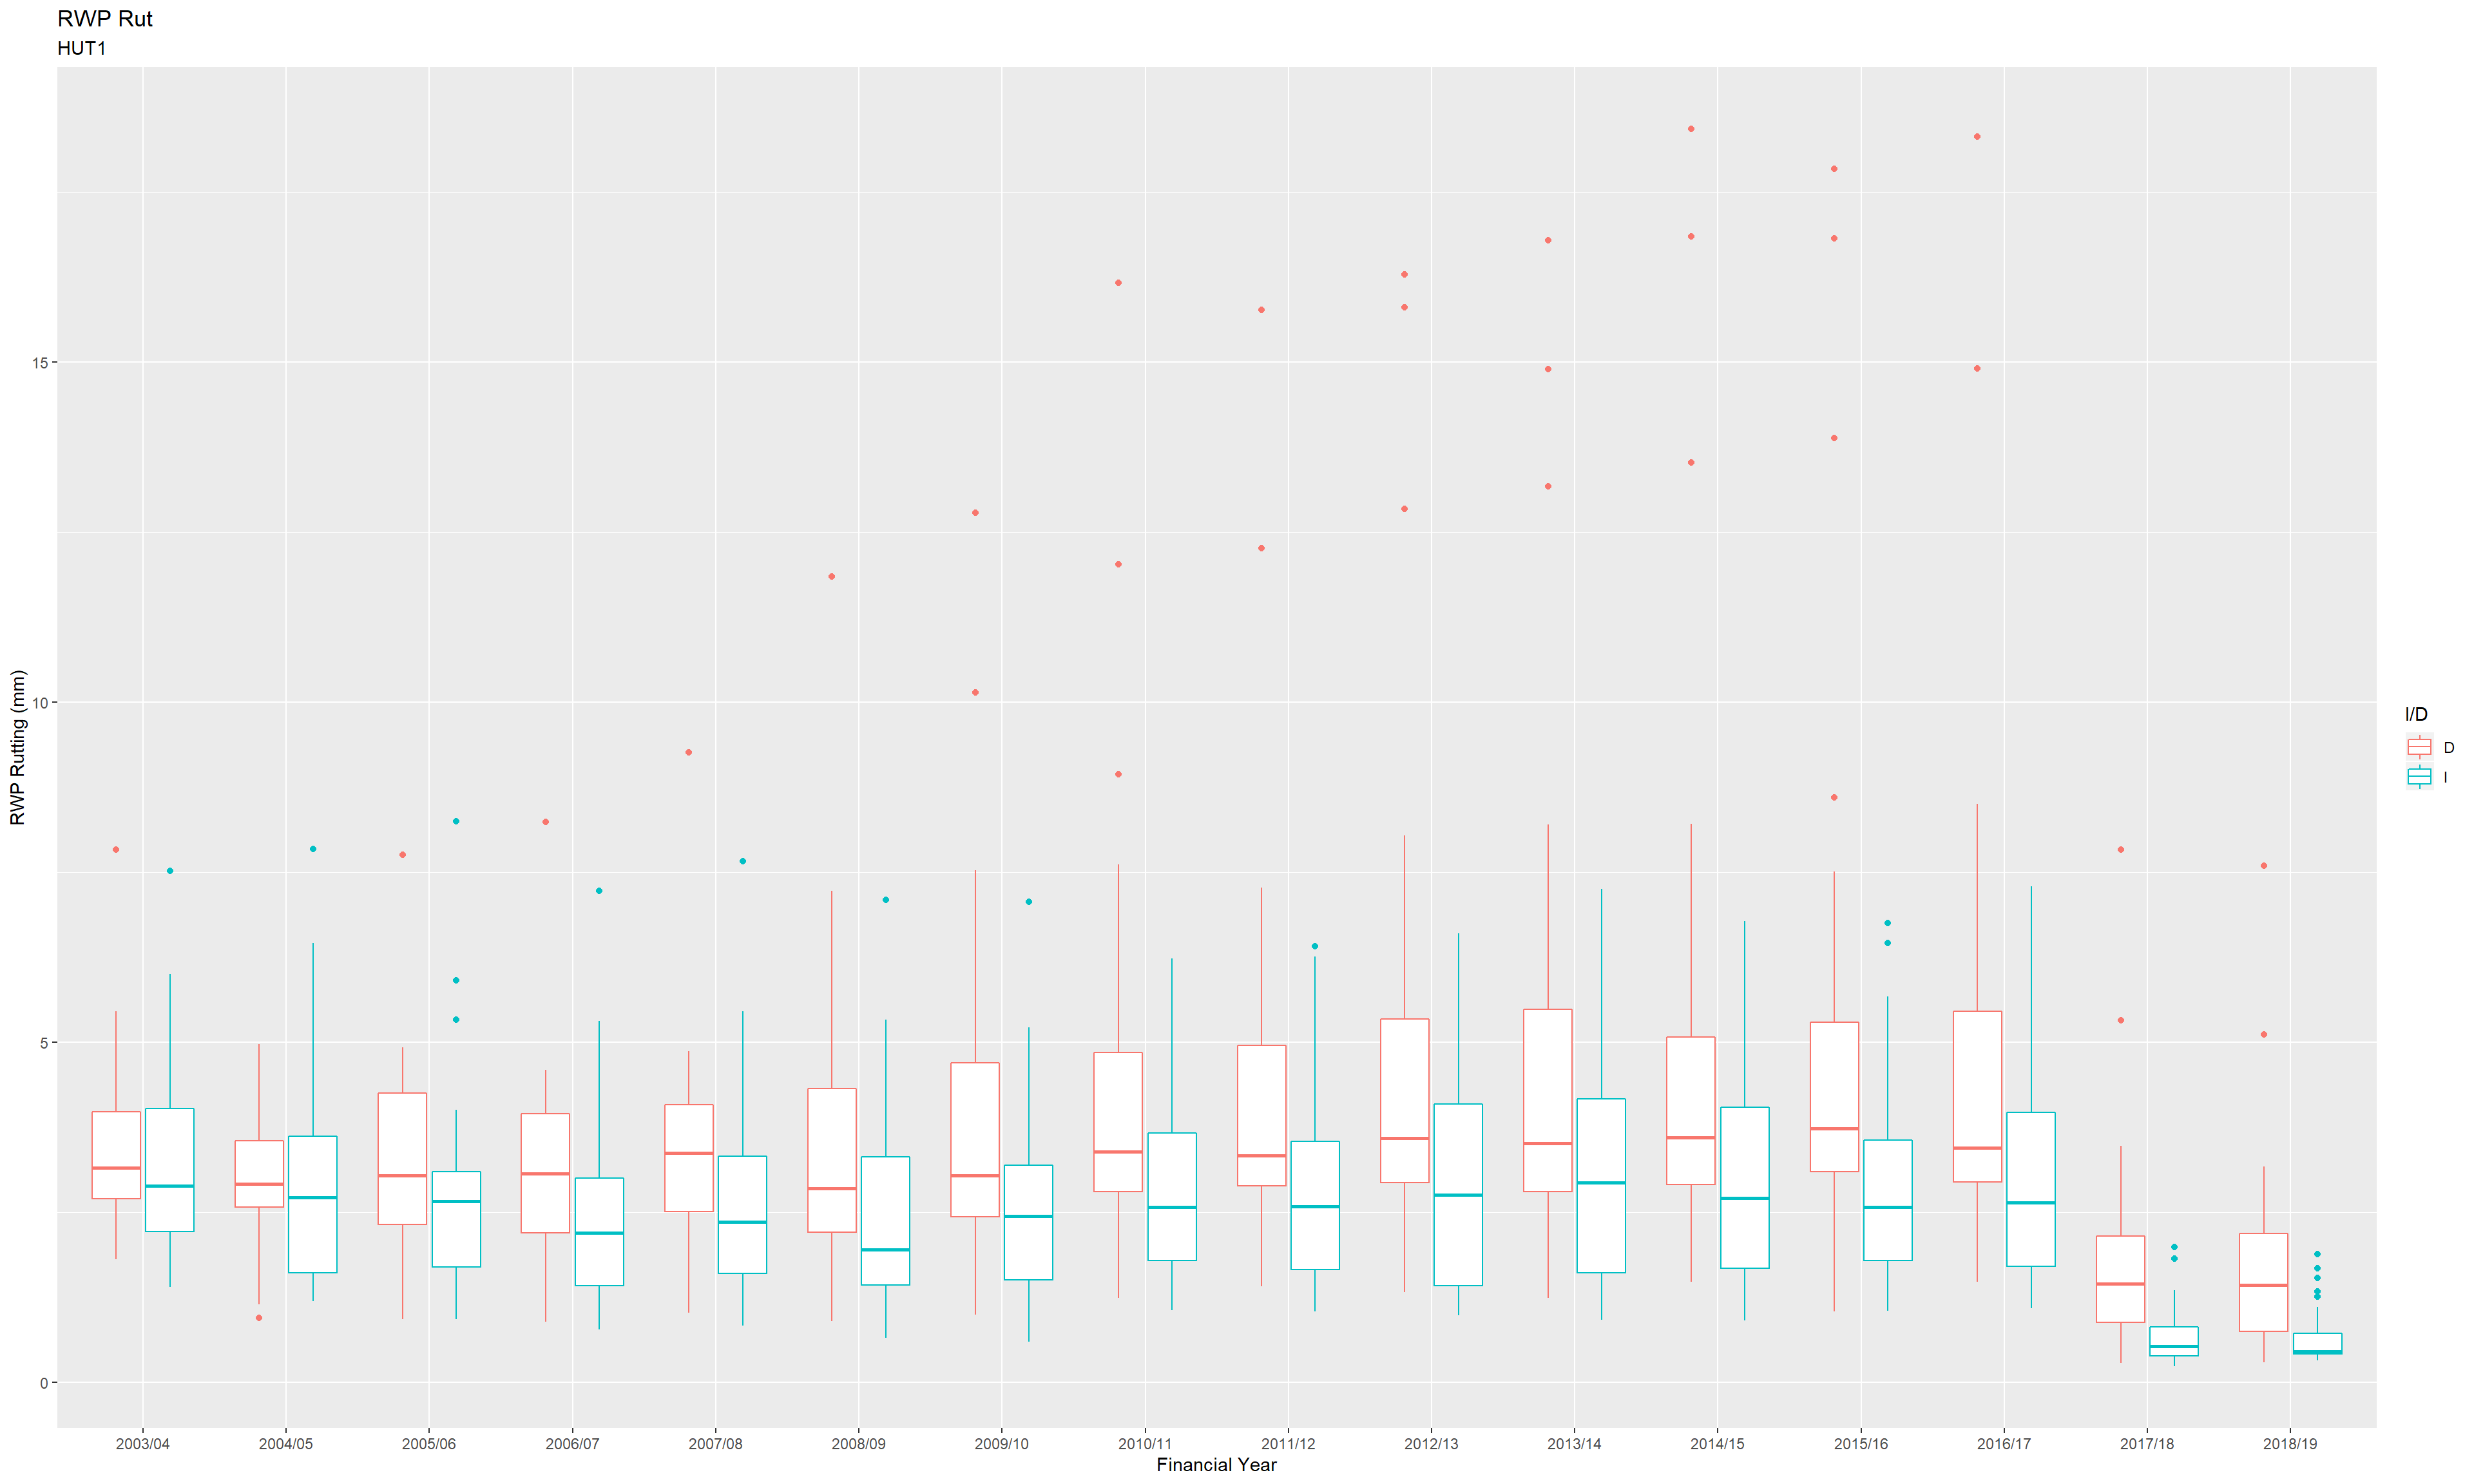 RWP Rut
HUT1
RWP Rutting (mm)
15
10
5
0
2003/04 2004/05 2005/06 2006/07 2007/08 2008/09 2009/10 2010/11 2011/12 2012/13 2013/14 2014/15 2015/16 2016/17 2017/18 2018/19
Financial Year
I/D
D
I